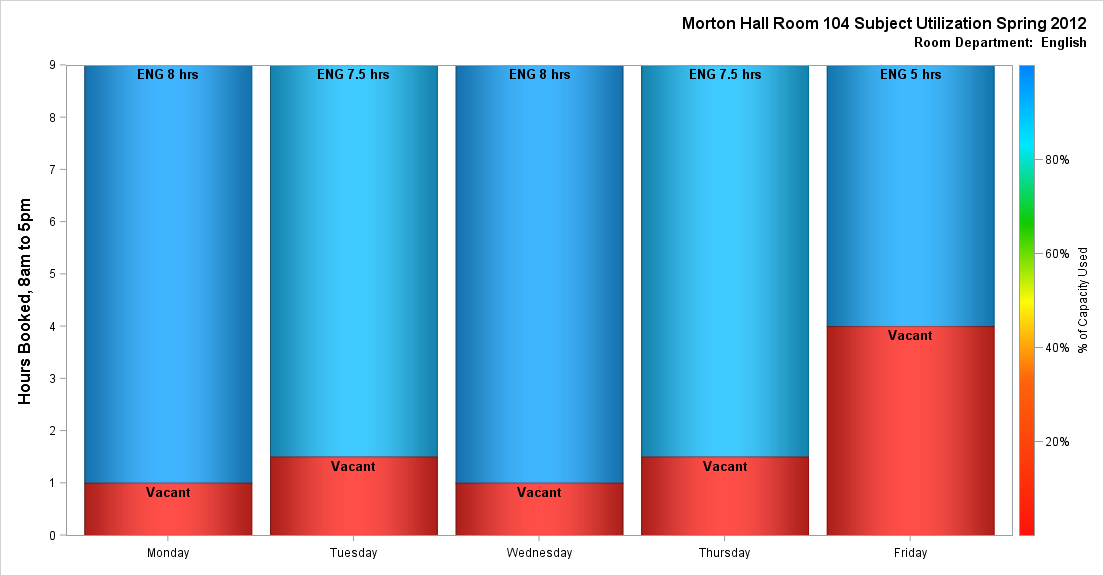 Morton Hall Room 104 Subject Utilization Spring 2012
Room Department: English
Hours Booked, 8am to 5pm
9
8
7
6
5
4
3
2
1
0
ENG 8 hrs
ENG 7.5 hrs
ENG 8 hrs
ENG 7.5 hrs
ENG 5 hrs
Vacant
Vacant
Vacant
Vacant
Vacant
Monday
Tuesday
Wednesday
Thursday
Friday
80%
60%
40%
20%
% of Capacity Used